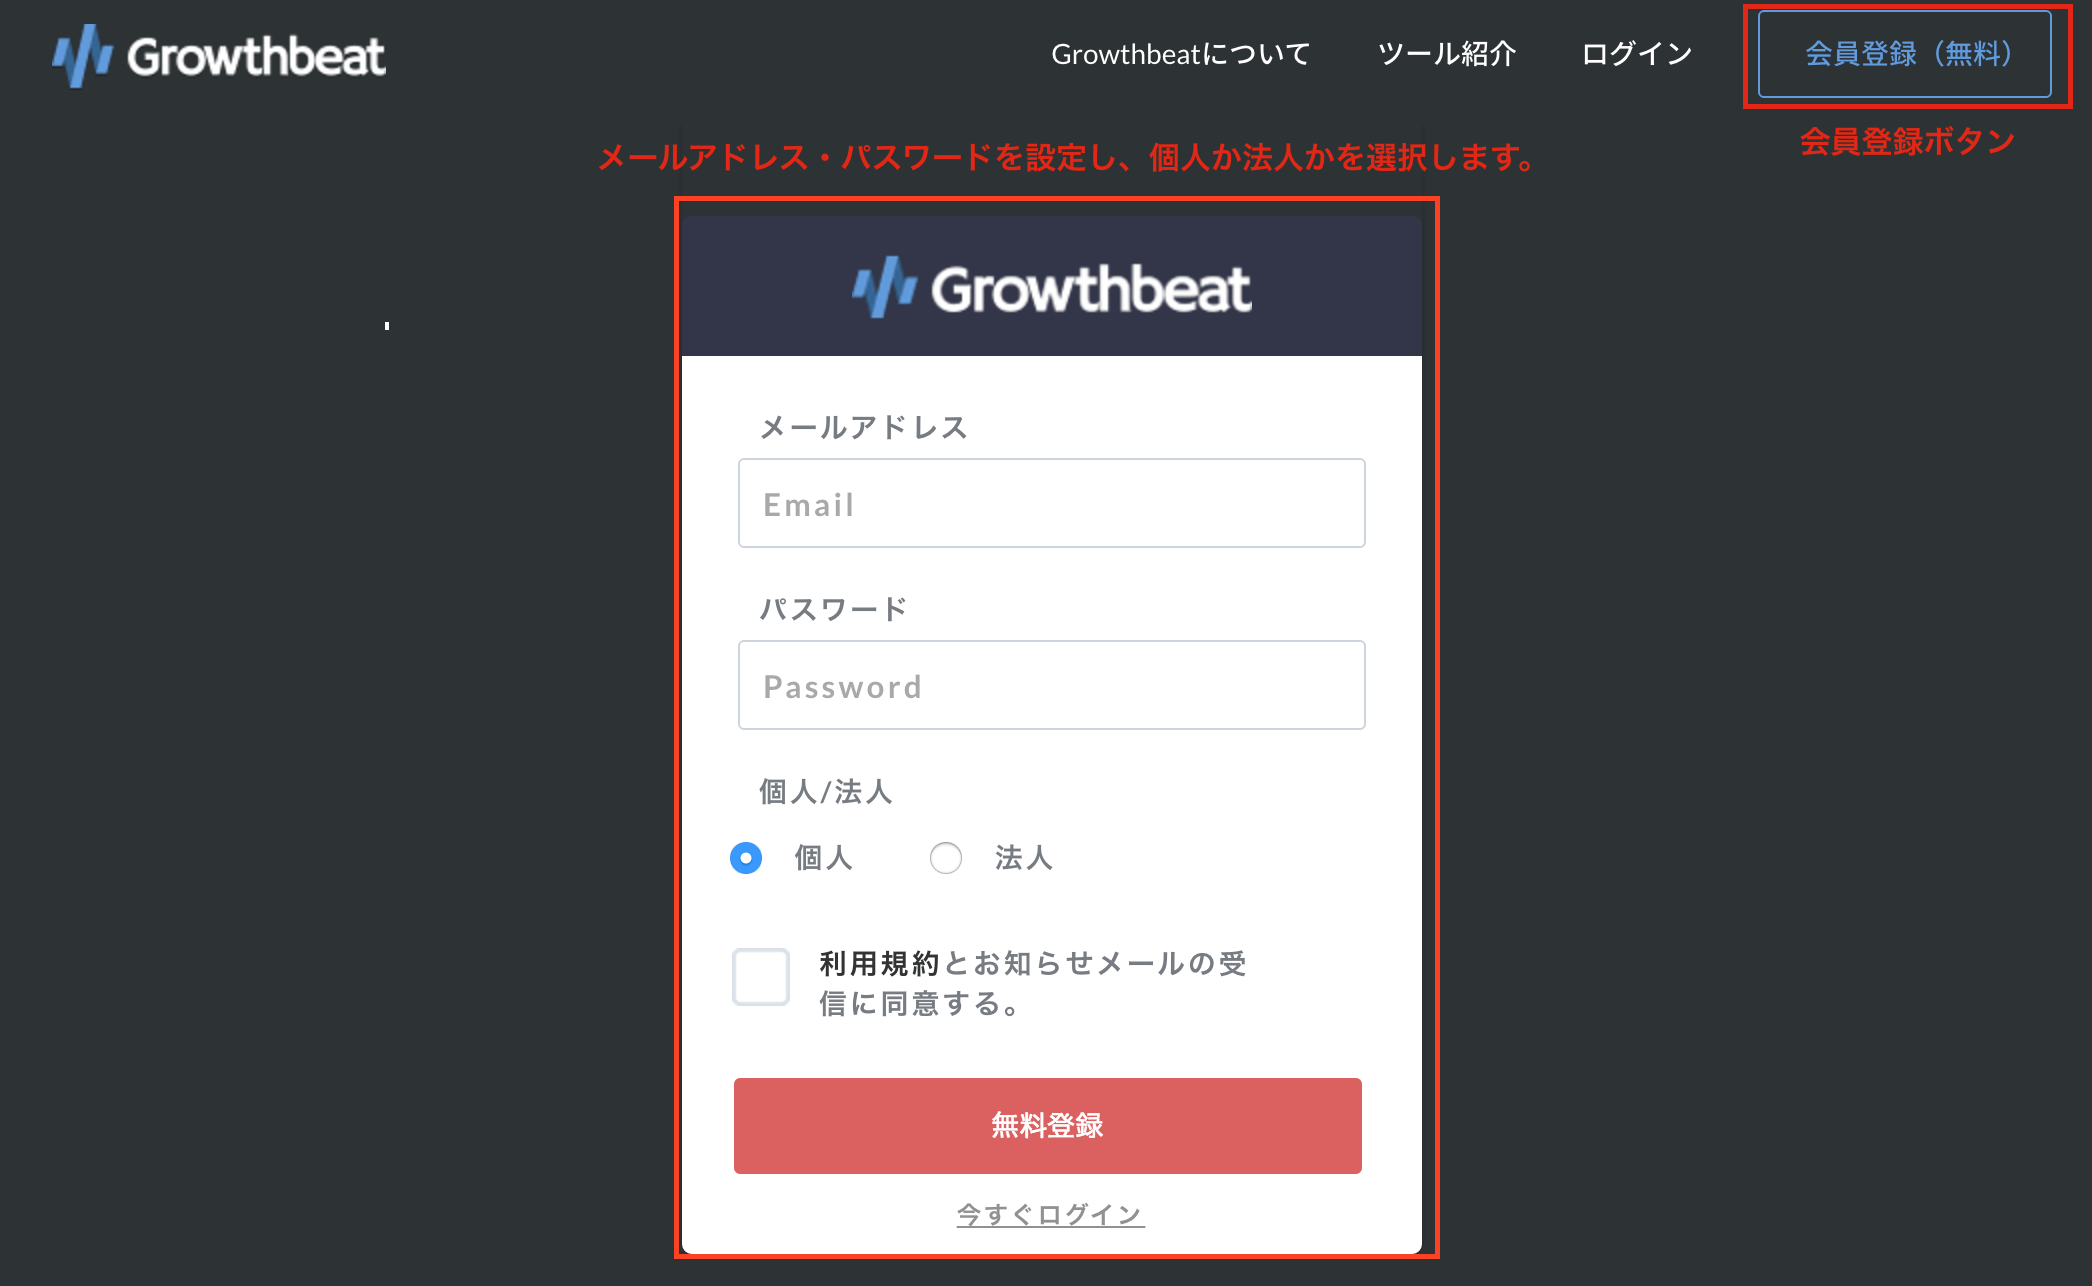 Growthbeat
Growthbeatについて
ツール紹介
ログイン
会員登録（無料）
会員登録ボタン
メールアドレス・パスワードを設定し、個人か法人かを選択します。
Growthbeat
メールアドレス
Email
パスワード
Password
個人/法人
個人
法人
利用規約とお知らせメールの受
信に同意する。
無料登録
今すぐログイン